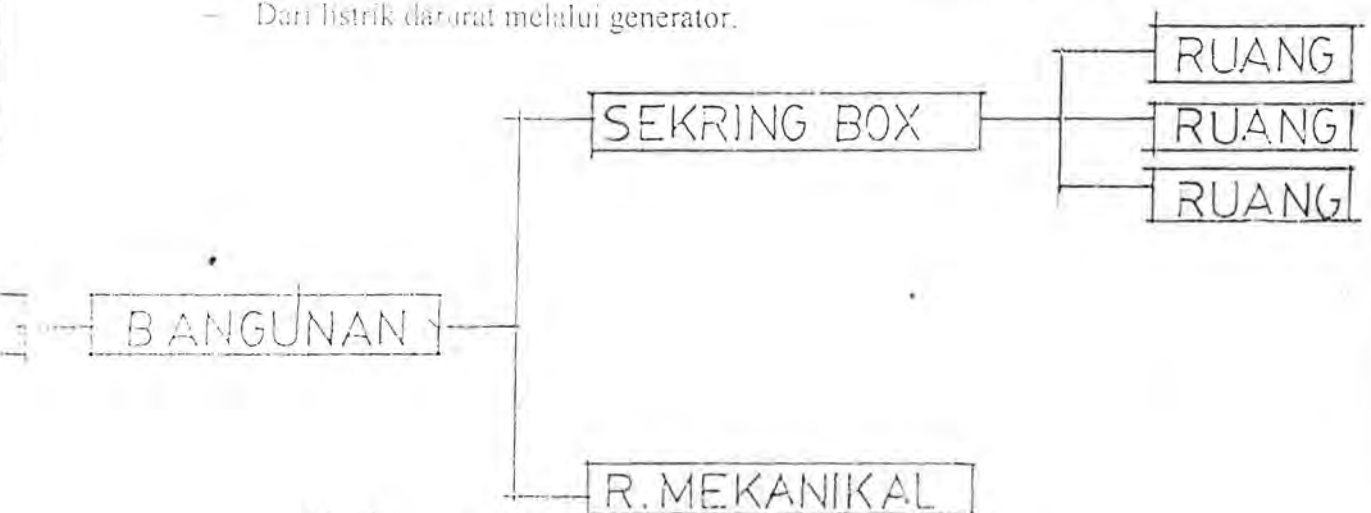 – Dari listrik darurat melalui generator.
RUANG
SEKRING BOX
RUANG
RUANG
BANGUNAN
R.MEKANIKAL